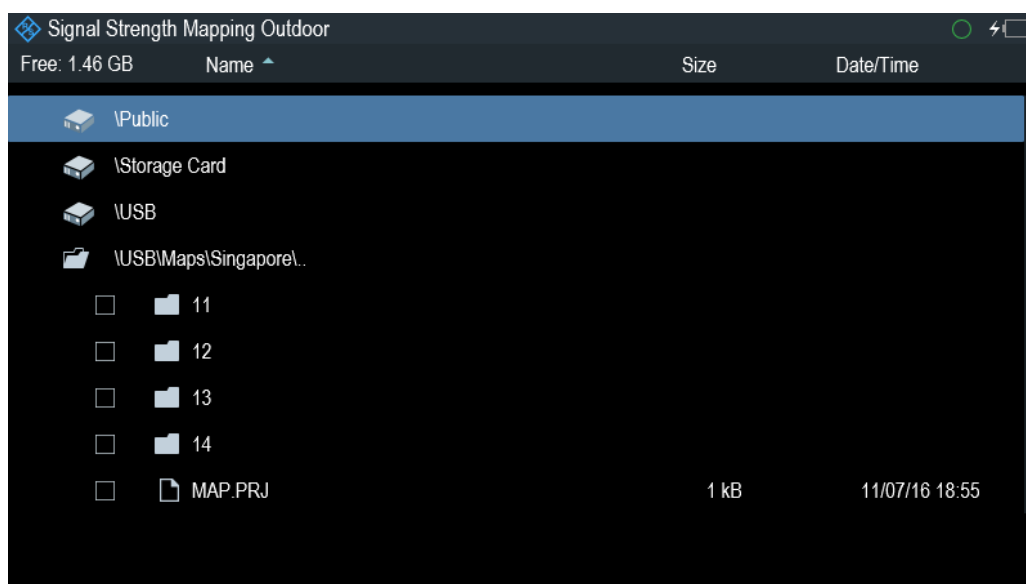 Signal Strength Mapping Outdoor
Free: 1.46 GB Name Size Date/Time
\Public
\Storage Card
\USB
\USB\Maps\Singapore\..
11
12
13
14
MAP.PRJ 1 kB 11/07/16 18:55